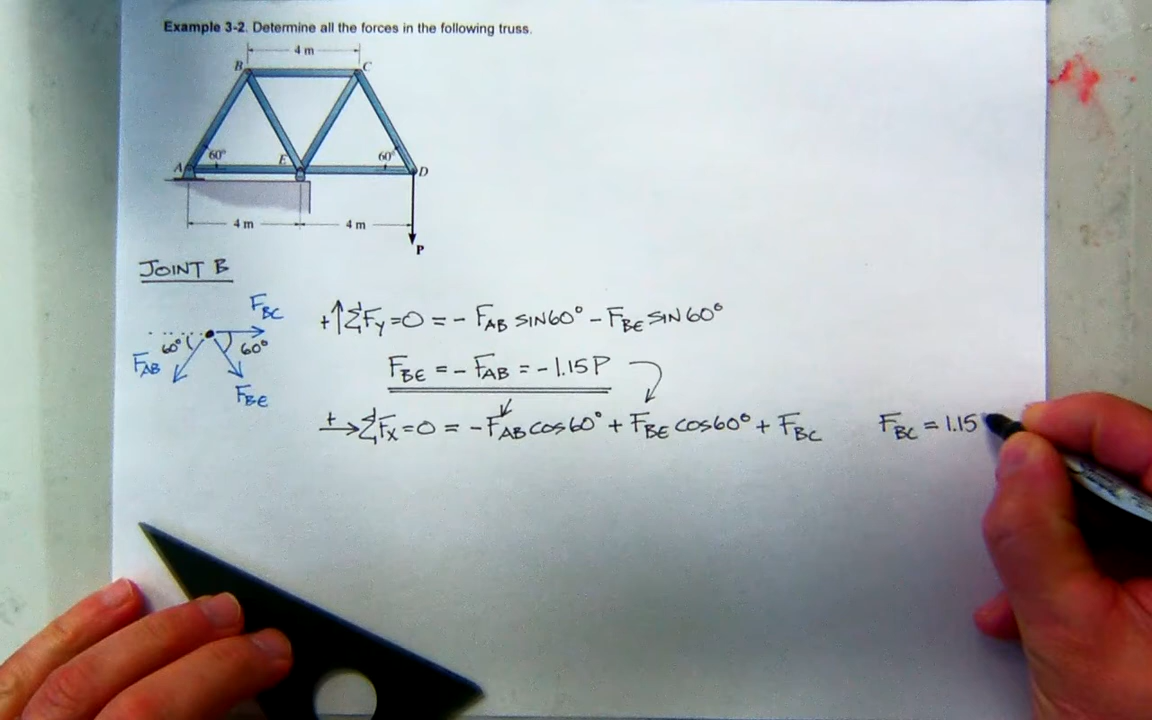 Example 3-2. Determine all the forces in the following truss.
4 m
B C
60° 60°
A E D
4 m 4 m
P
JOINT B
F_BC
60° 60°
F_AB
F_BE
+↑ΣF_y=0 = - F_AB SIN60° - F_BE SIN60°
F_BE = - F_AB = - 1.15P
+→ΣF_x=0 = - F_AB cos60° + F_BE cos60° + F_BC F_BC = 1.15